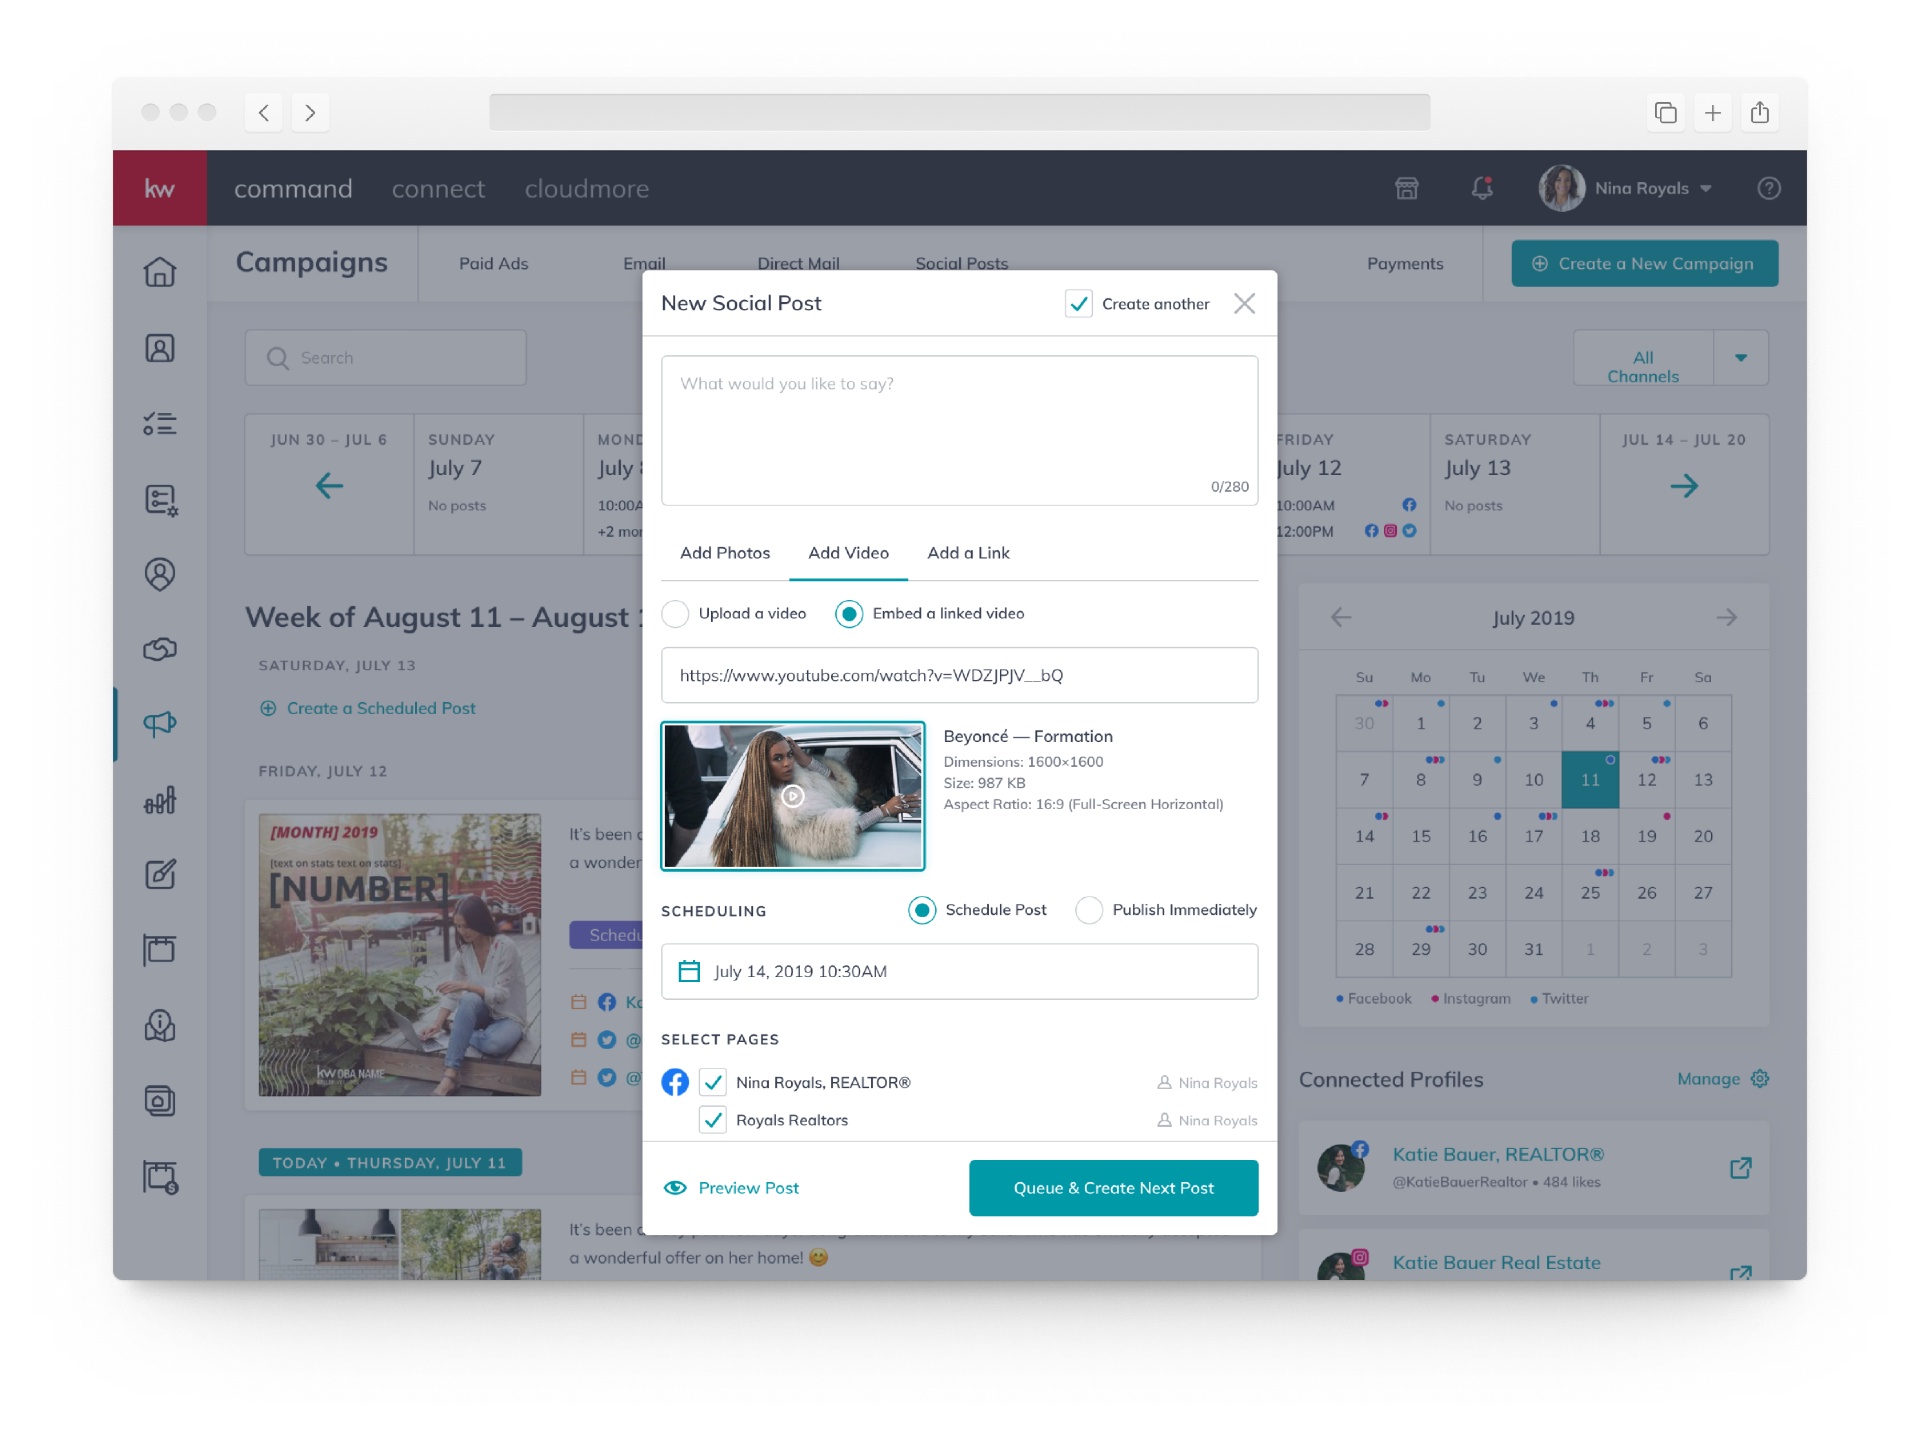 kw command connect cloudmore Nina Royals
Campaigns Paid Ads Email Direct Mail Social Posts Payments Create a New Campaign
Search
All
Channels
JUN 30 – JUL 6
SUNDAY
July 7
No posts
MOND
July 8
10:00A
+2 mor
FRIDAY
July 12
10:00AM
12:00PM
SATURDAY
July 13
No posts
JUL 14 – JUL 20
Week of August 11 – August 1
SATURDAY, JULY 13
Create a Scheduled Post
FRIDAY, JULY 12
[MONTH] 2019
[text on stats text on stats]
[NUMBER]
kw DBA NAME
It's been a
a wonder
Schedu
Ka
@
@
TODAY • THURSDAY, JULY 11
It's been
a wonderful offer on her home! 😊
New Social Post
Create another
What would you like to say?
0/280
Add Photos Add Video Add a Link
Upload a video Embed a linked video
https://www.youtube.com/watch?v=WDZJPJV__bQ
Beyoncé — Formation
Dimensions: 1600×1600
Size: 987 KB
Aspect Ratio: 16:9 (Full-Screen Horizontal)
SCHEDULING Schedule Post Publish Immediately
July 14, 2019 10:30AM
SELECT PAGES
Nina Royals, REALTOR® Nina Royals
Royals Realtors Nina Royals
Preview Post Queue & Create Next Post
July 2019
Su Mo Tu We Th Fr Sa
30 1 2 3 4 5 6
7 8 9 10 11 12 13
14 15 16 17 18 19 20
21 22 23 24 25 26 27
28 29 30 31 1 2 3
Facebook Instagram Twitter
Connected Profiles Manage
Katie Bauer, REALTOR®
@KatieBauerRealtor • 484 likes
Katie Bauer Real Estate